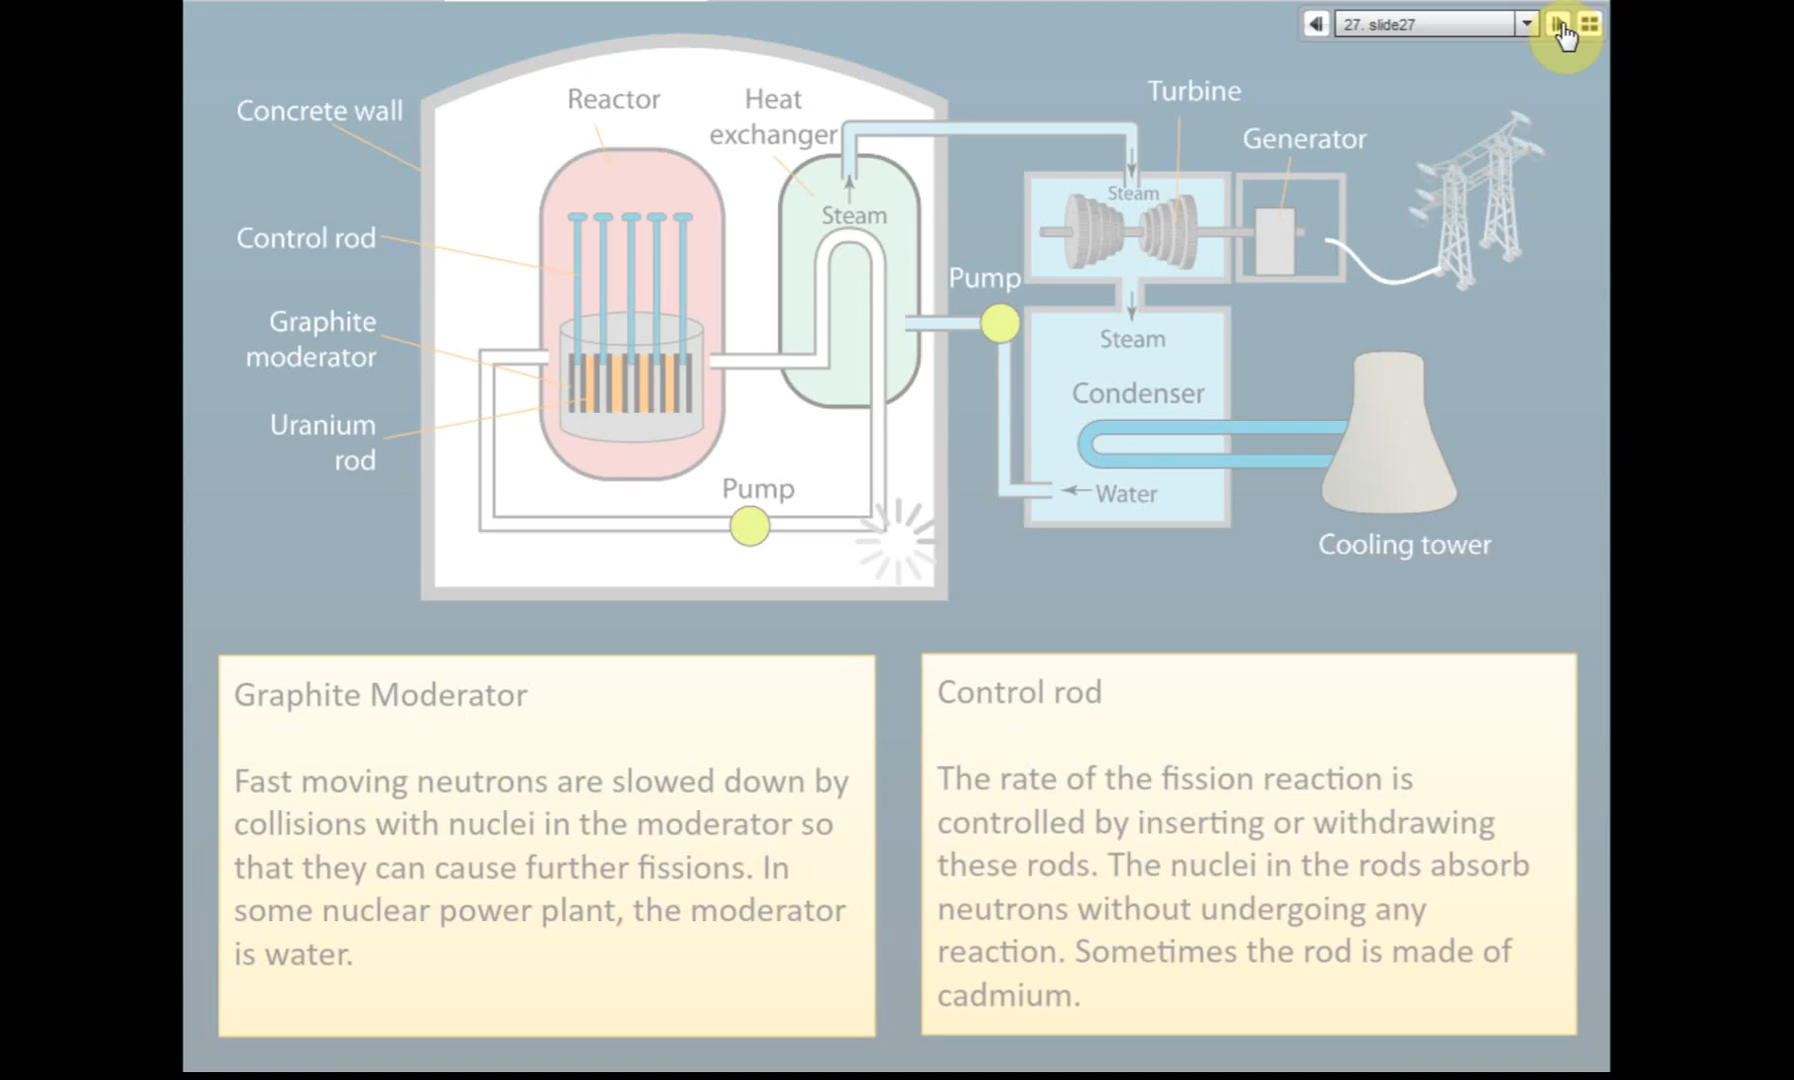 27. slide27
Concrete wall
Reactor
Heat
exchanger
Turbine
Generator
Steam
Steam
Control rod
Pump
Graphite
moderator
Steam
Condenser
Uranium
rod
Pump
Water
Cooling tower
Graphite Moderator
Fast moving neutrons are slowed down by
collisions with nuclei in the moderator so
that they can cause further fissions. In
some nuclear power plant, the moderator
is water.
Control rod
The rate of the fission reaction is
controlled by inserting or withdrawing
these rods. The nuclei in the rods absorb
neutrons without undergoing any
reaction. Sometimes the rod is made of
cadmium.